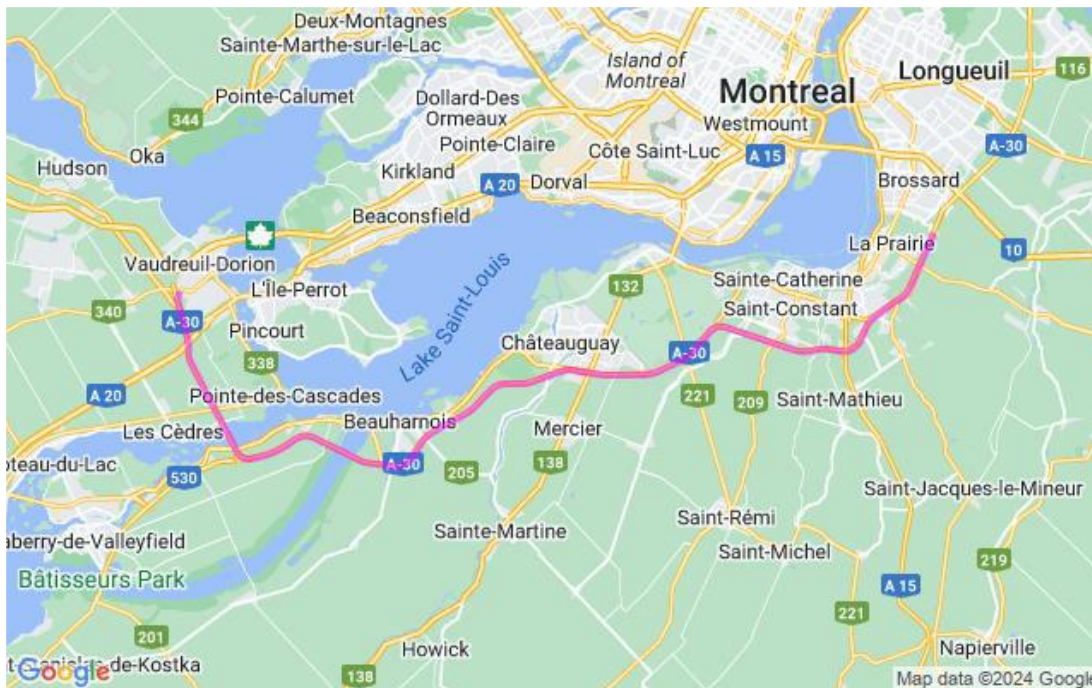 Deux-Montagnes
Sainte-Marthe-sur-le-Lac
Island of
Montreal
Longueuil
116
Pointe-Calumet
Dollard-Des
Ormeaux
Montreal
344
Westmount
Oka
Pointe-Claire
Côte Saint-Luc
A 15
A-30
Hudson
Kirkland
A 20
Dorval
Brossard
Beaconsfield
La Prairie
10
Vaudreuil-Dorion
L'Île-Perrot
132
Sainte-Catherine
Saint-Constant
340
A-30
Pincourt
Lake Saint-Louis
Châteauguay
A-30
338
A 20
Pointe-des-Cascades
221
209
Saint-Mathieu
Les Cèdres
Beauharnois
Mercier
oteau-du-Lac
530
A-30
205
138
Saint-Jacques-le-Mineur
Sainte-Martine
Saint-Rémi
aberry-de-Valleyfield
Saint-Michel
219
Bâtisseurs Park
A 15
221
201
Howick
Napierville
de-Kostka
138
Google
Map data ©2024 Google